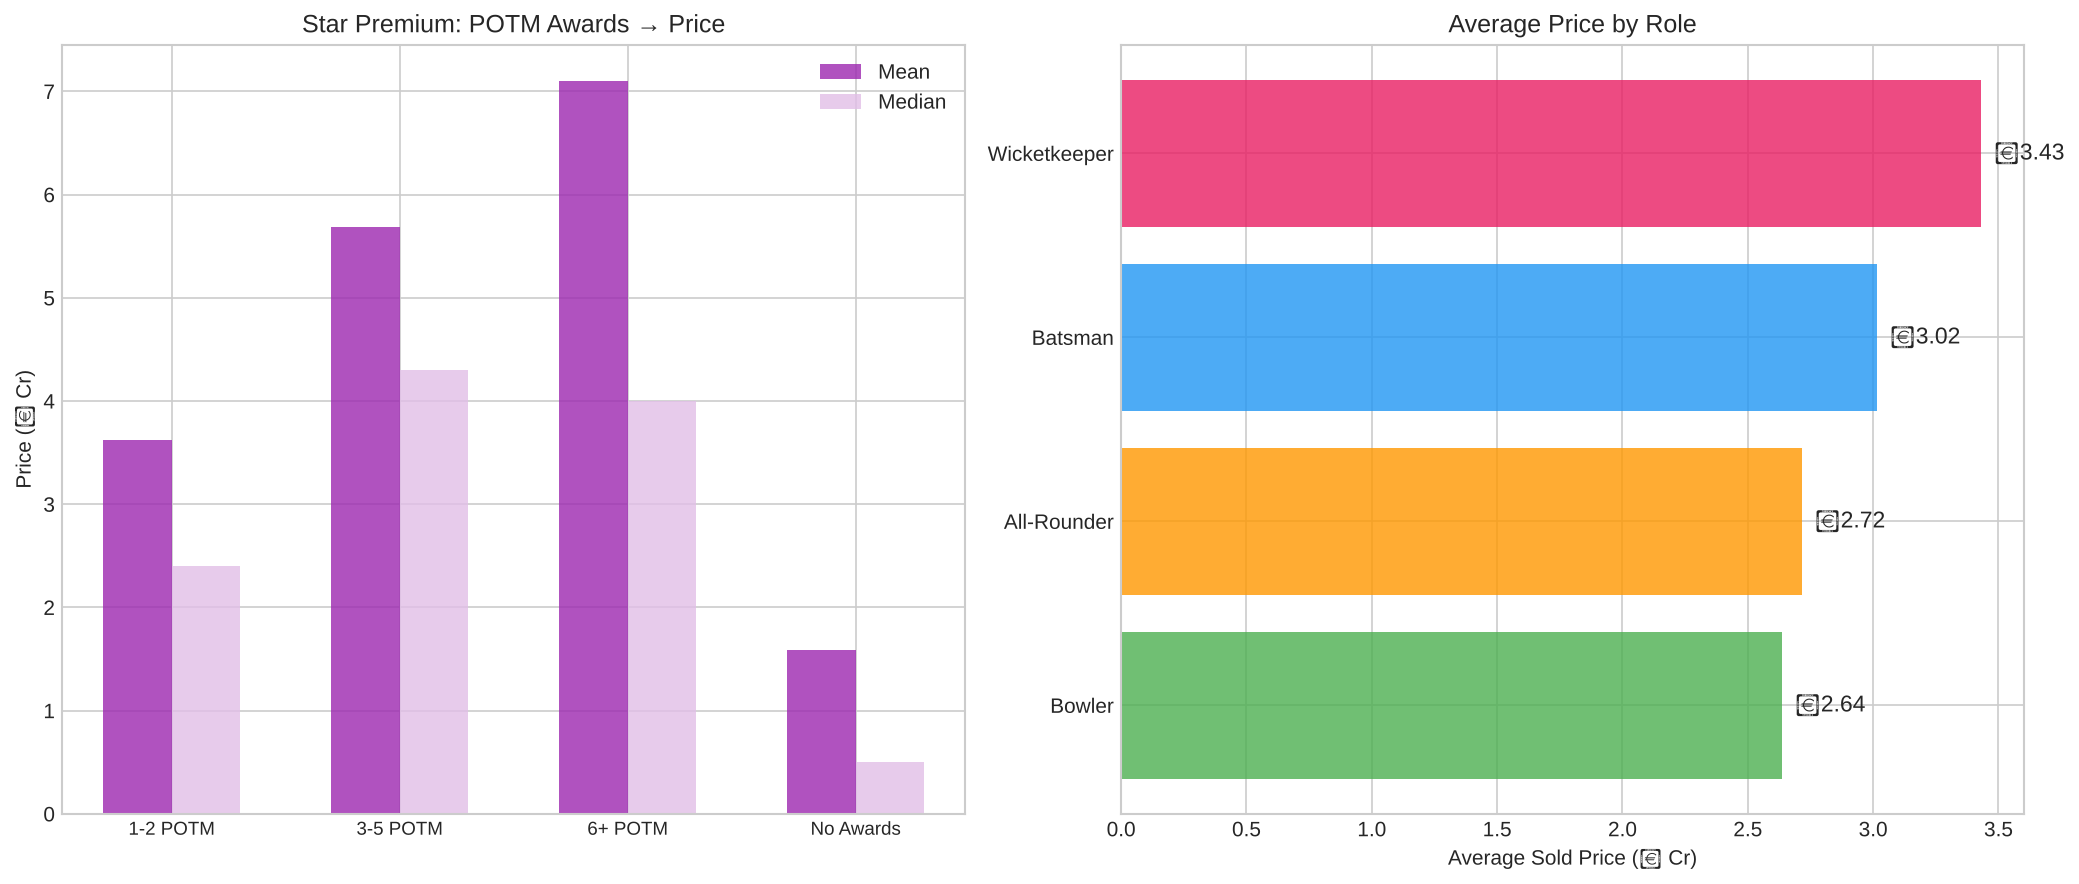 Star Premium: POTM Awards → Price
Mean
Median
Price (Cr)
7
6
5
4
3
2
1
0
1-2 POTM
3-5 POTM
6+ POTM
No Awards
Average Price by Role
Wicketkeeper
3.43
Batsman
3.02
All-Rounder
2.72
Bowler
2.64
0.0
0.5
1.0
1.5
2.0
2.5
3.0
3.5
Average Sold Price ( Cr)